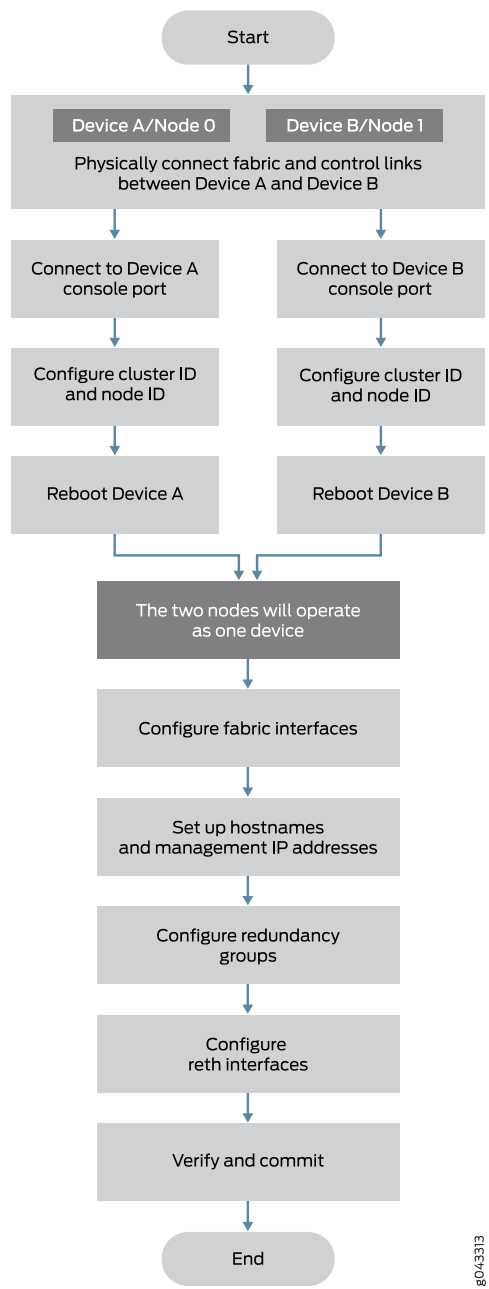 Start
Device A/Node 0
Device B/Node 1
Physically connect fabric and control links
between Device A and Device B
Connect to Device A
console port
Connect to Device B
console port
Configure cluster ID
and node ID
Configure cluster ID
and node ID
Reboot Device A
Reboot Device B
The two nodes will operate
as one device
Configure fabric interfaces
Set up hostnames
and management IP addresses
Configure redundancy
groups
Configure
reth interfaces
Verify and commit
End
g043313